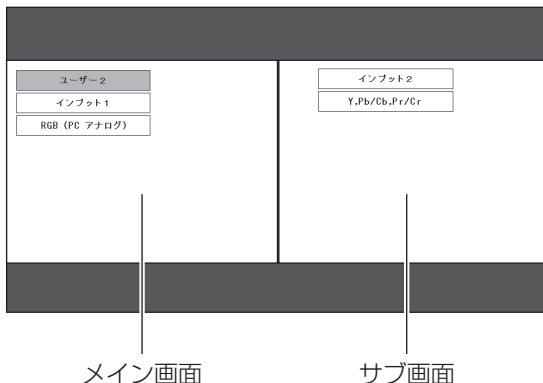 ユーザー2
インプット1
RGB (PC アナログ)
インプット2
Y.Pb/Cb.Pr/Cr
メイン画面
サブ画面